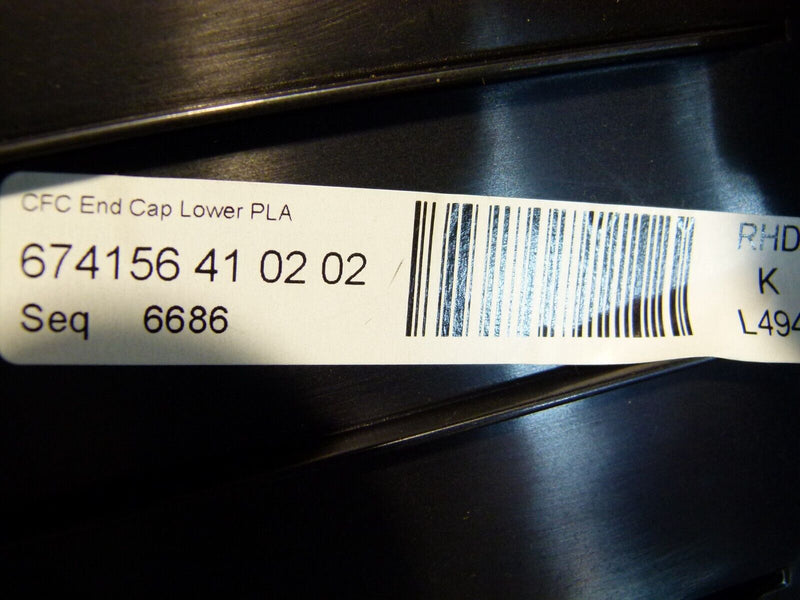 CFC End Cap Lower PLA
674156 41 02 02
Seq 6686
RHD
K
L494